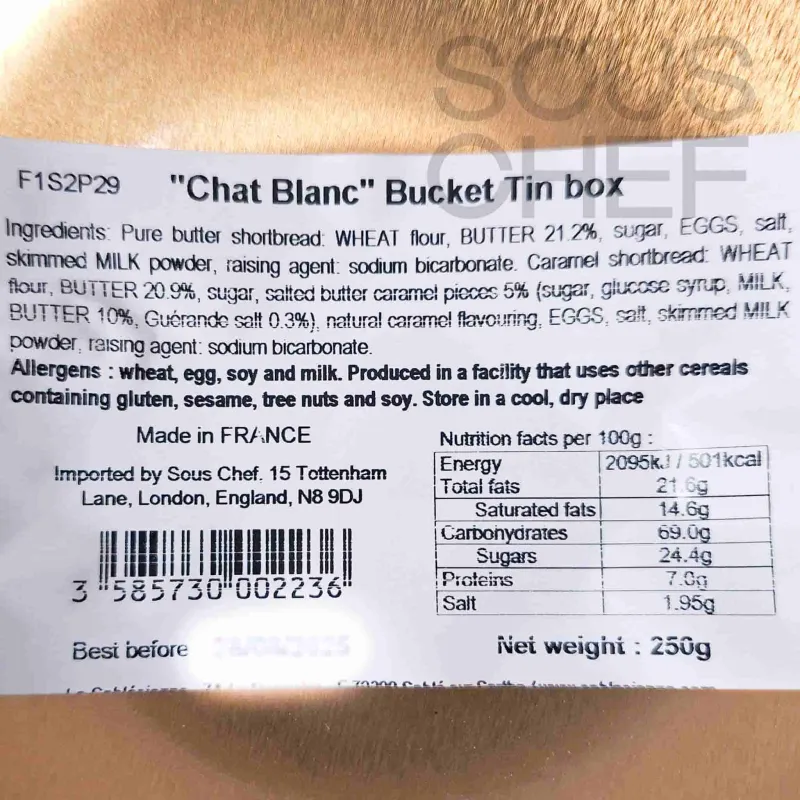 SOUS
CHEF
F1S2P29 "Chat Blanc" Bucket Tin box
Ingredients: Pure butter shortbread: WHEAT flour, BUTTER 21.2%, sugar, EGGS, salt,
skimmed MILK powder, raising agent: sodium bicarbonate. Caramel shortbread: WHEAT
flour, BUTTER 20.9%, sugar, salted butter caramel pieces 5% (sugar, glucose syrup, MILK,
BUTTER 10%, Guérande salt 0.3%), natural caramel flavouring, EGGS, salt, skimmed MILK
powder, raising agent: sodium bicarbonate.
Allergens : wheat, egg, soy and milk. Produced in a facility that uses other cereals
containing gluten, sesame, tree nuts and soy. Store in a cool, dry place
Made in FRANCE
Imported by Sous Chef. 15 Tottenham
Lane, London, England, N8 9DJ
3 585730 002236
Nutrition facts per 100g :
Energy 2095kJ / 501kcal
Total fats 21.6g
Saturated fats 14.6g
Carbohydrates 69.0g
Sugars 24.4g
Proteins 7.0g
Salt 1.95g
Best before
Net weight : 250g